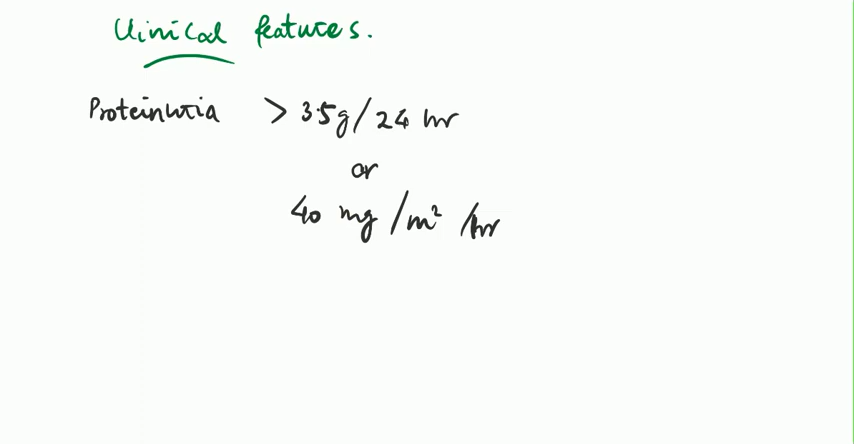 Clinical features.
Proteinuria > 3.5g/24 hr
or
40 mg/m² /hr